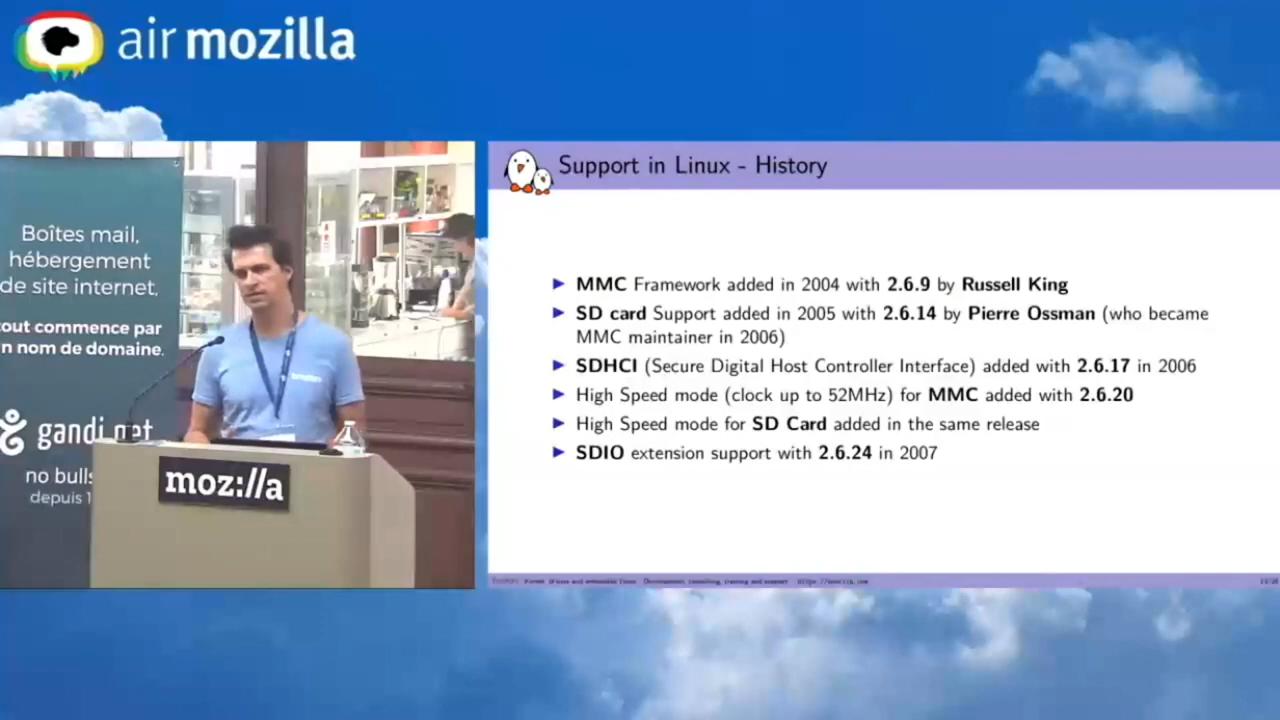 air mozilla
Boîtes mail,
hébergement
de site internet.
out commence par
n nom de domaine.
gandi.net
no bulls
depuis 1
moz://a
Support in Linux - History
MMC Framework added in 2004 with 2.6.9 by Russell King
SD card Support added in 2005 with 2.6.14 by Pierre Ossman (who became
MMC maintainer in 2006)
SDHCI (Secure Digital Host Controller Interface) added with 2.6.17 in 2006
High Speed mode (clock up to 52MHz) for MMC added with 2.6.20
High Speed mode for SD Card added in the same release
SDIO extension support with 2.6.24 in 2007